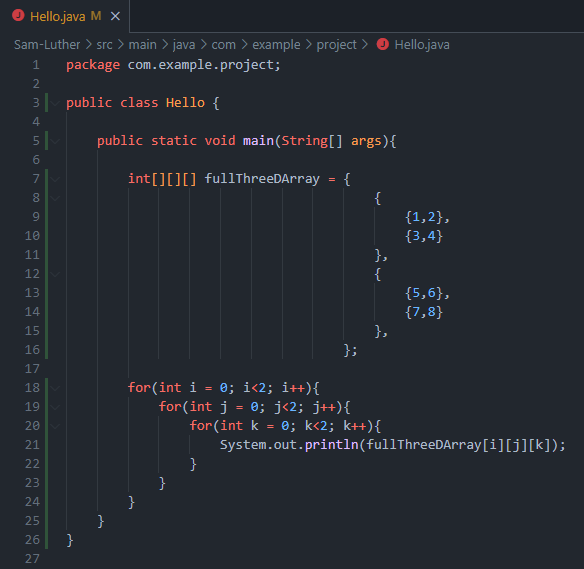 Hello.java M ×
Sam-Luther > src > main > java > com > example > project > Hello.java
1 package com.example.project;
2
3 public class Hello {
4
5     public static void main(String[] args){
6
7         int[][][] fullThreeDArray = {
8                                         {
9                                             {1,2},
10                                            {3,4}
11                                        },
12                                        {
13                                            {5,6},
14                                            {7,8}
15                                        },
16                                    };
17
18        for(int i = 0; i<2; i++){
19            for(int j = 0; j<2; j++){
20                for(int k = 0; k<2; k++){
21                    System.out.println(fullThreeDArray[i][j][k]);
22                }
23            }
24        }
25    }
26 }
27